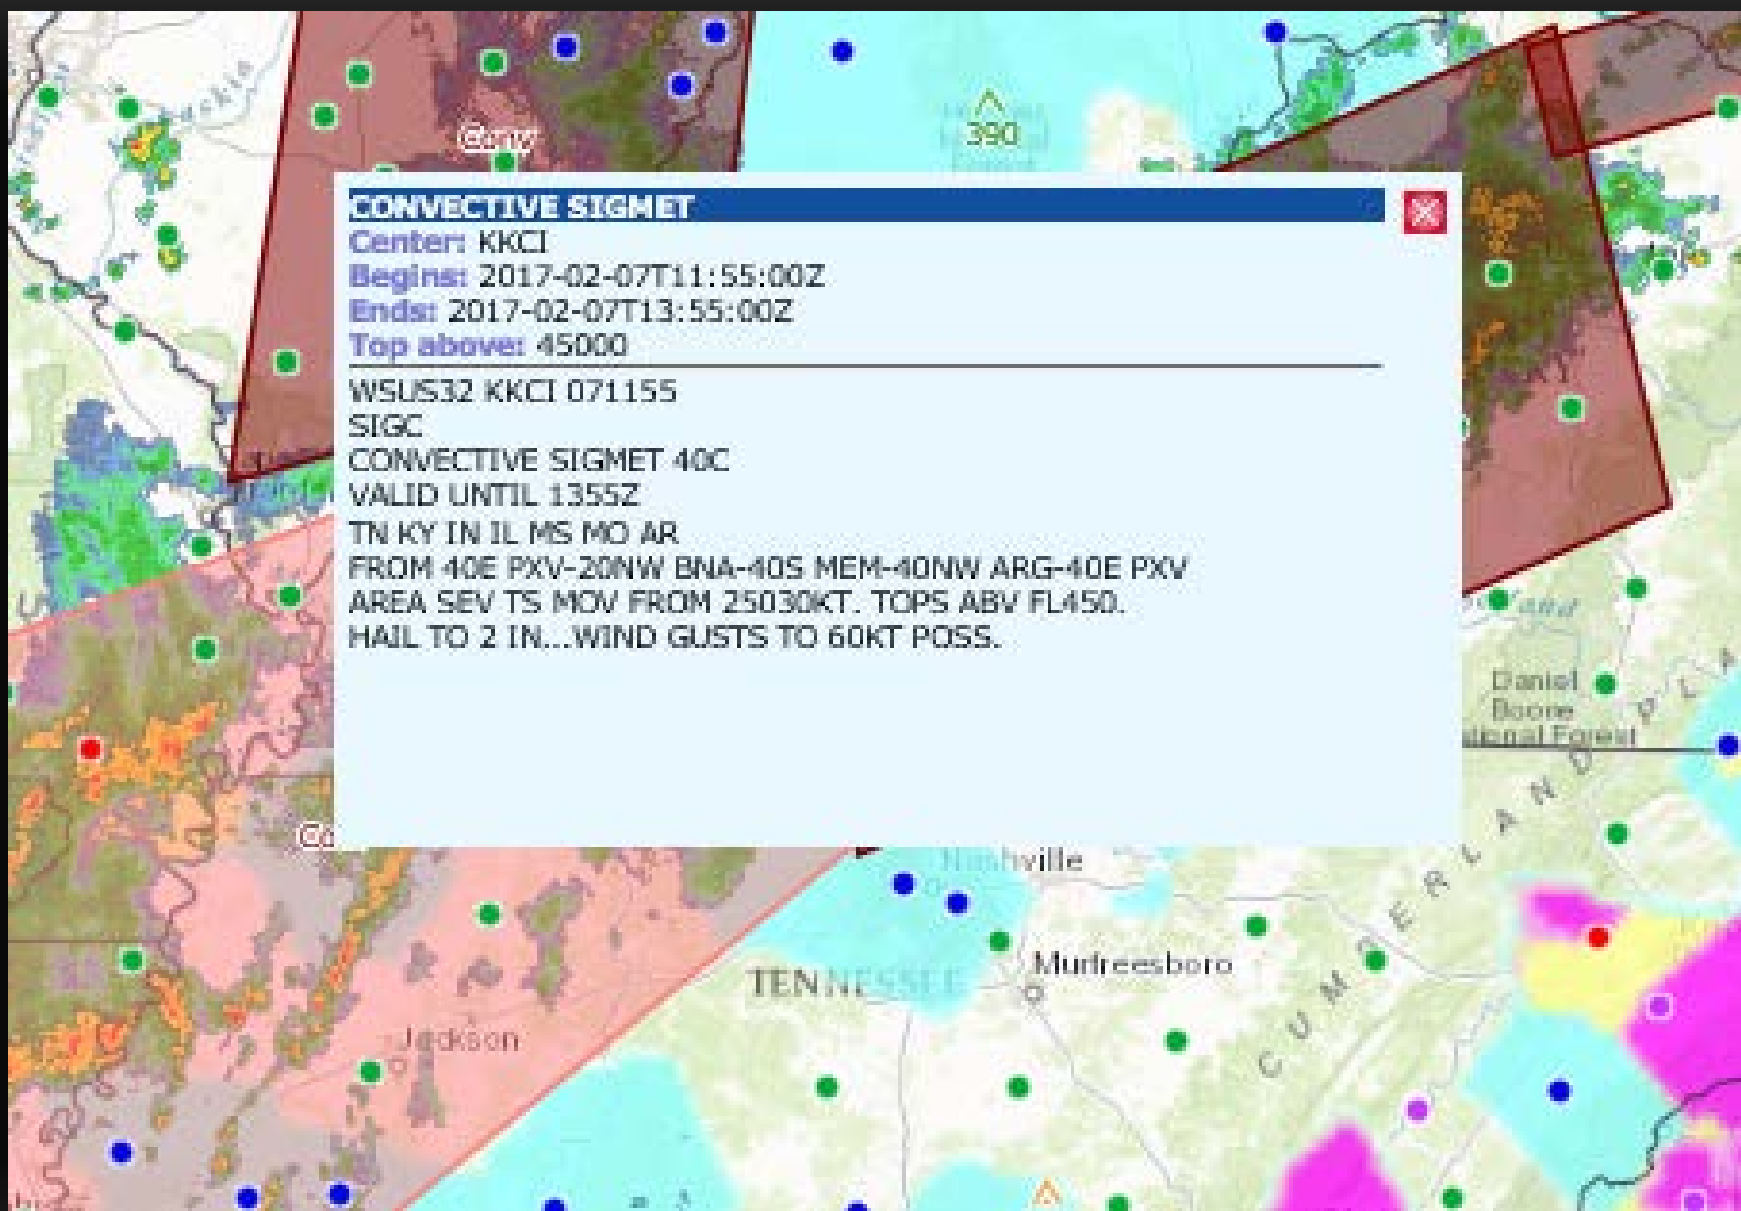 390
CONVECTIVE SIGMET
Center: KKCI
Begins: 2017-02-07T11:55:00Z
Ends: 2017-02-07T13:55:00Z
Top above: 45000
WSUS32 KKCI 071155
SIGC
CONVECTIVE SIGMET 40C
VALID UNTIL 1355Z
TN KY IN IL MS MO AR
FROM 40E PXV-20NW BNA-40S MEM-40NW ARG-40E PXV
AREA SEV TS MOV FROM 25030KT. TOPS ABV FL450.
HAIL TO 2 IN...WIND GUSTS TO 60KT POSS.
Daniel
Boone
Forest
Nashville
TENNESSEE
Murfreesboro
Jackson
CUMBERLAND PLA